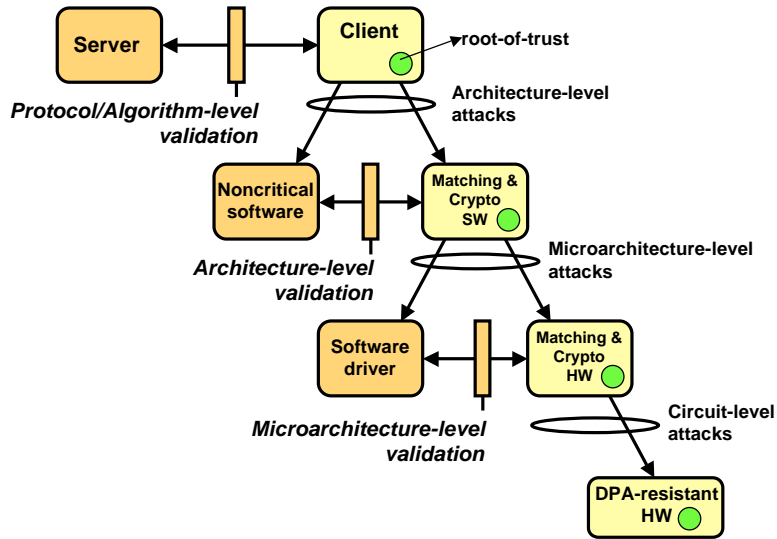 Server
Client
root-of-trust
Protocol/Algorithm-level
validation
Architecture-level
attacks
Noncritical
software
Matching &
Crypto
SW
Architecture-level
validation
Microarchitecture-level
attacks
Software
driver
Matching &
Crypto
HW
Microarchitecture-level
validation
Circuit-level
attacks
DPA-resistant
HW